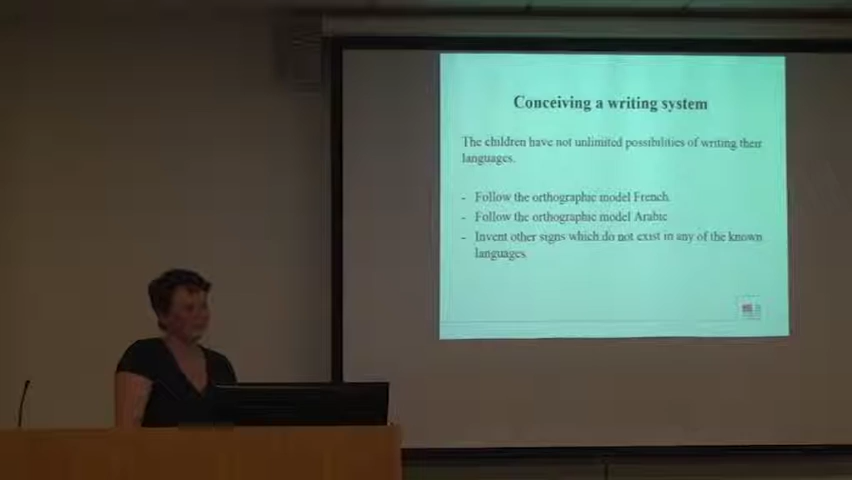 Conceiving a writing system
The children have not unlimited possibilities of writing their
languages.
- Follow the orthographic model French
- Follow the orthographic model Arabic
- Invent other signs which do not exist in any of the known
languages